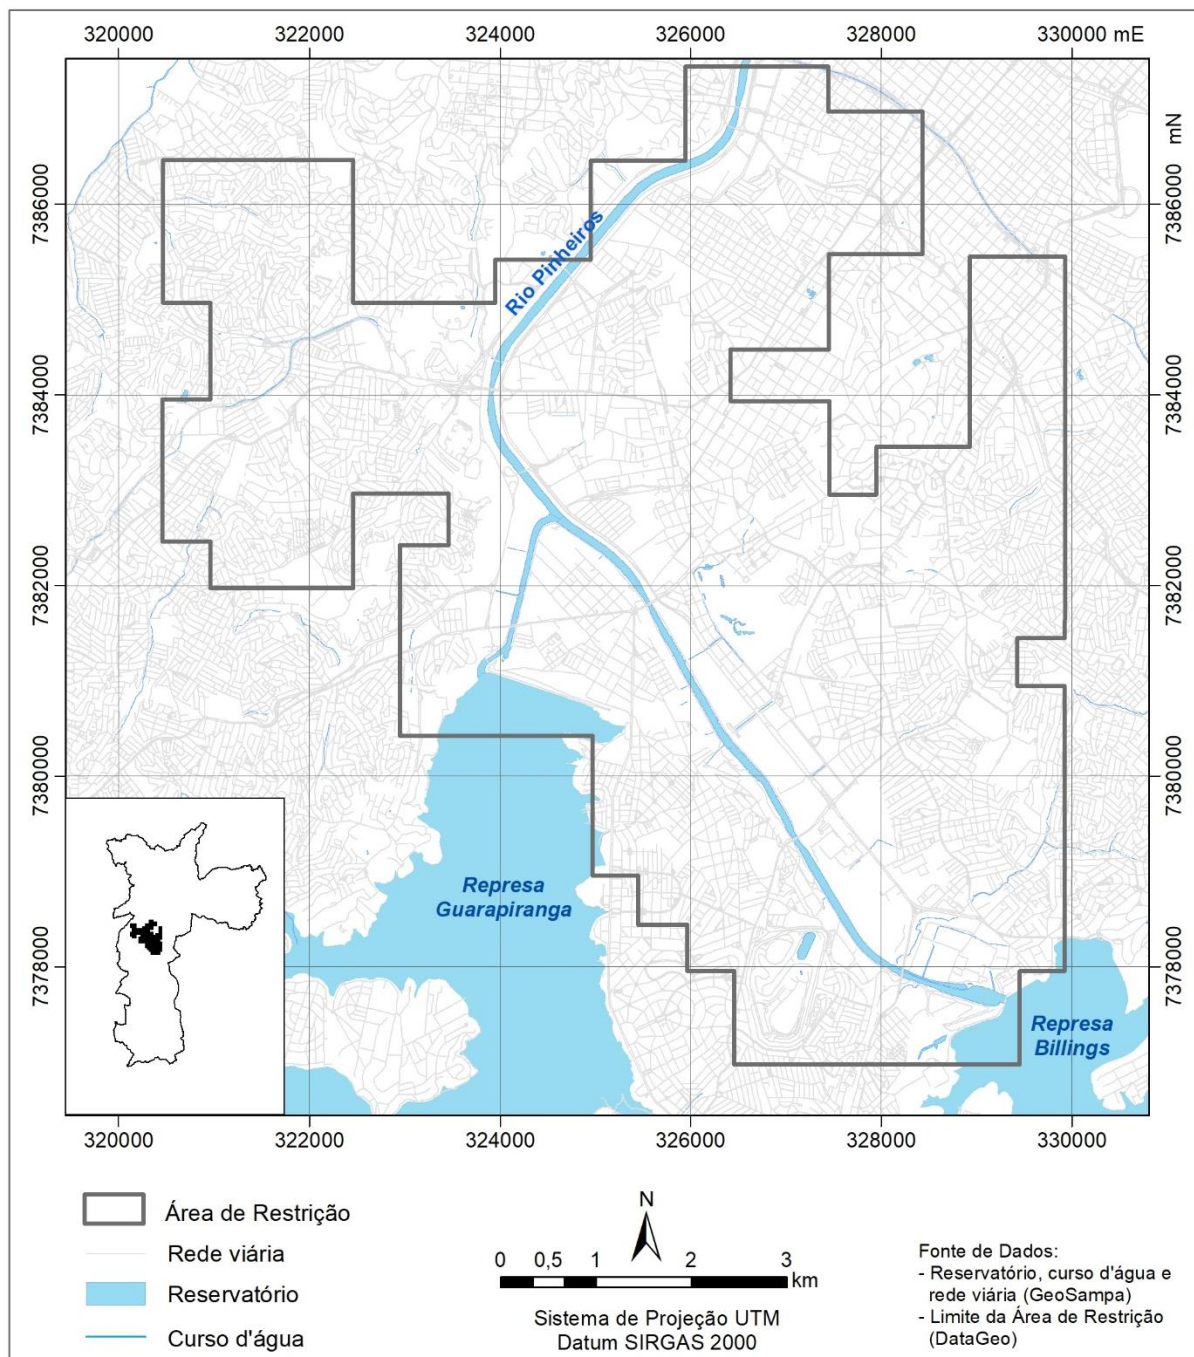 320000 322000 324000 326000 328000 330000 mE
mN
7386000 7386000
7384000 7384000
7382000 7382000
7380000 7380000
7378000 7378000
Rio Pinheiros
Represa
Guarapiranga
Represa
Billings
320000 322000 324000 326000 328000 330000
Área de Restrição
Rede viária
Reservatório
Curso d'água
N
0 0,5 1 2 3
km
Sistema de Projeção UTM
Datum SIRGAS 2000
Fonte de Dados:
- Reservatório, curso d'água e
rede viária (GeoSampa)
- Limite da Área de Restrição
(DataGeo)